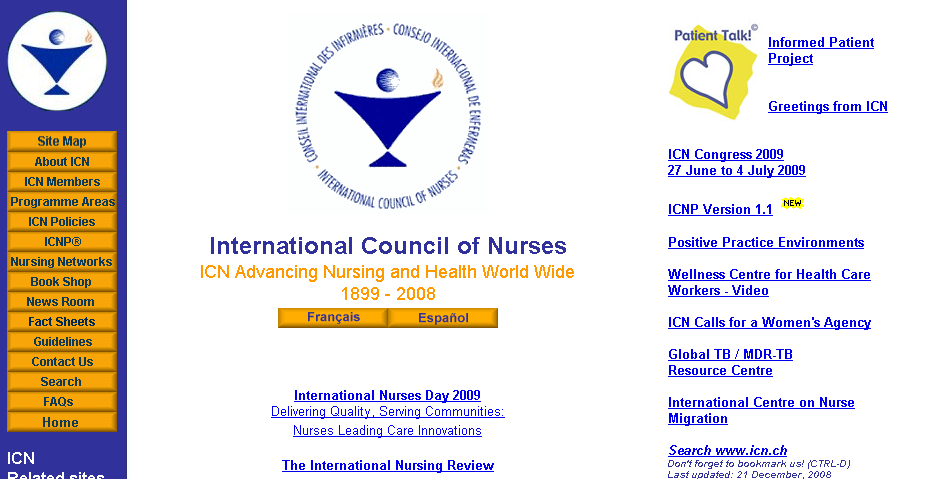 Site Map
About ICN
ICN Members
Programme Areas
ICN Policies
ICNP®
Nursing Networks
Book Shop
News Room
Fact Sheets
Guidelines
Contact Us
Search
FAQs
Home
ICN
Related sites
CONSEIL INTERNATIONAL DES INFIRMIÈRES • CONSEJO INTERNACIONAL DE ENFERMERAS • INTERNATIONAL COUNCIL OF NURSES •
International Council of Nurses
ICN Advancing Nursing and Health World Wide
1899 - 2008
Français Español
International Nurses Day 2009
Delivering Quality, Serving Communities:
Nurses Leading Care Innovations
The International Nursing Review
Patient Talk!©
Informed Patient
Project
Greetings from ICN
ICN Congress 2009
27 June to 4 July 2009
ICNP Version 1.1 NEW
Positive Practice Environments
Wellness Centre for Health Care
Workers - Video
ICN Calls for a Women's Agency
Global TB / MDR-TB
Resource Centre
International Centre on Nurse
Migration
Search www.icn.ch
Don't forget to bookmark us! (CTRL-D)
Last updated: 21 December, 2008